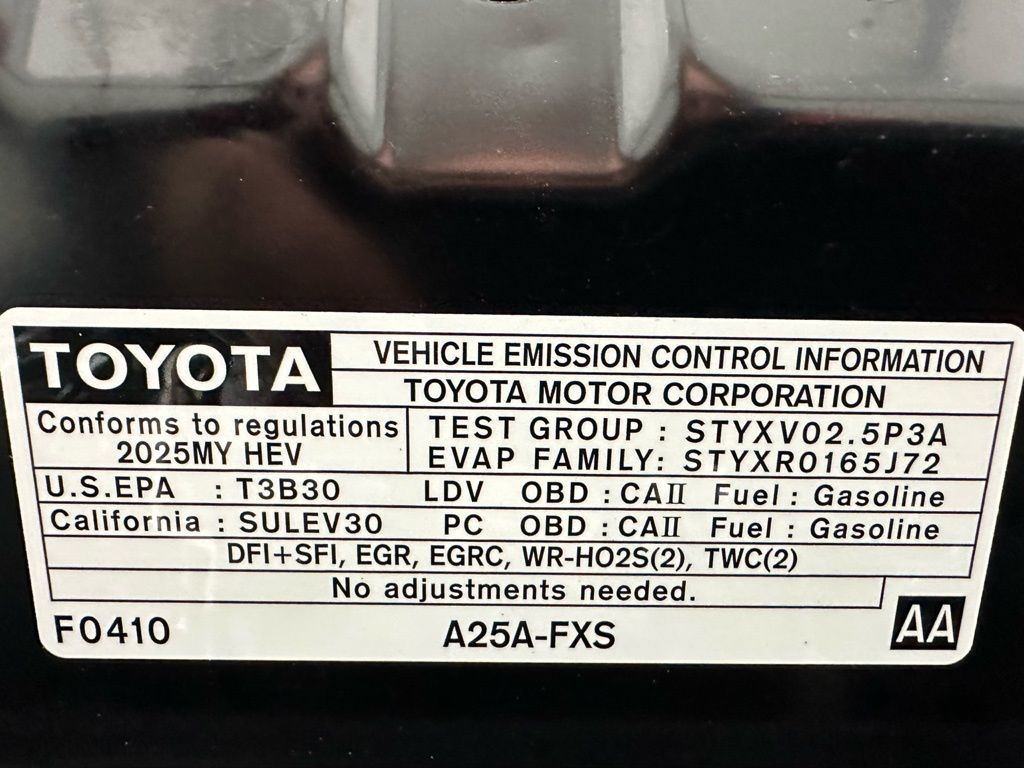 TOYOTA
VEHICLE EMISSION CONTROL INFORMATION
TOYOTA MOTOR CORPORATION
Conforms to regulations
2025MY HEV
TEST GROUP : STYXV02.5P3A
EVAP FAMILY: STYXR0165J72
U.S.EPA : T3B30 LDV OBD : CAⅡ Fuel : Gasoline
California : SULEV30 PC OBD : CAⅡ Fuel : Gasoline
DFI+SFI, EGR, EGRC, WR-HO2S(2), TWC(2)
No adjustments needed.
F0410 A25A-FXS AA